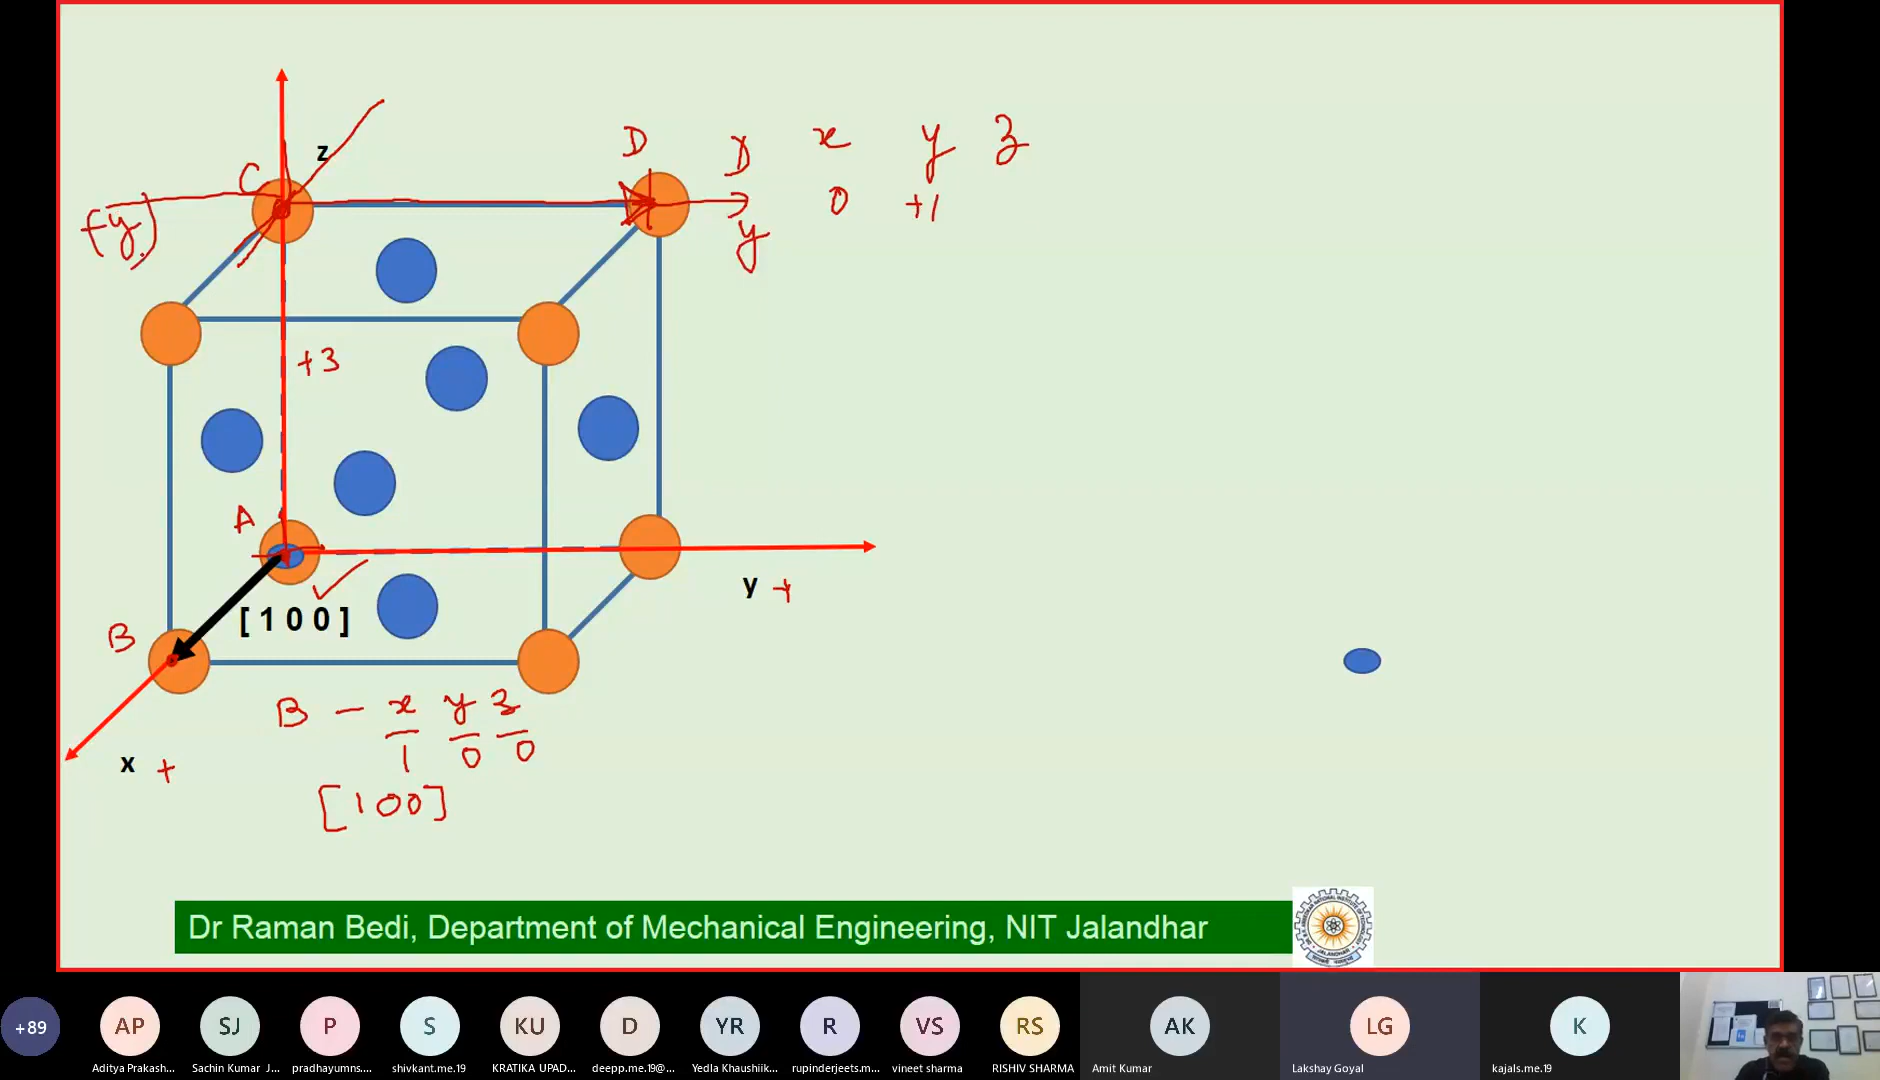 z
C
D
D x y z
(-y)
y
0 +1
+z
A
[ 1 0 0 ]
y +
B
B - x y z
1 0 0
x +
[100]
Dr Raman Bedi, Department of Mechanical Engineering, NIT Jalandhar
+89
AP
SJ
P
S
KU
D
YR
R
VS
RS
AK
LG
K
Aditya Prakash...
Sachin Kumar J...
pradhayumns....
shivkant.me.19
KRATIKA UPAD...
deepp.me.19@...
Yedla Khaushiik...
rupinderjeets.m...
vineet sharma
RISHIV SHARMA
Amit Kumar
Lakshay Goyal
kajals.me.19